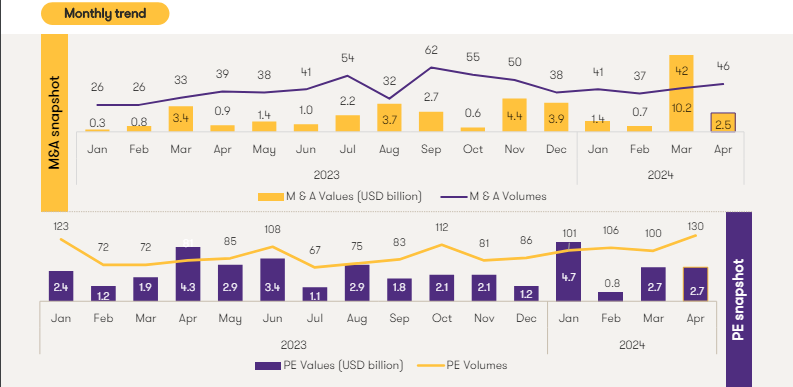 Monthly trend
M&A snapshot
26 26 33 39 38 41 54 32 62 55 50 38 41 37 42 46
0.3 0.8 3.4 0.9 1.4 1.0 2.2 3.7 2.7 0.6 4.4 3.9 1.4 0.7 10.2 2.5
Jan Feb Mar Apr May Jun Jul Aug Sep Oct Nov Dec Jan Feb Mar Apr
2023 2024
M & A Values (USD billion) M & A Volumes
PE snapshot
123 72 72 85 108 67 75 83 112 81 86 101 106 100 130
2.4 1.2 1.9 4.3 2.9 3.4 1.1 2.9 1.8 2.1 2.1 1.2 4.7 0.8 2.7 2.7
Jan Feb Mar Apr May Jun Jul Aug Sep Oct Nov Dec Jan Feb Mar Apr
2023 2024
PE Values (USD billion) PE Volumes